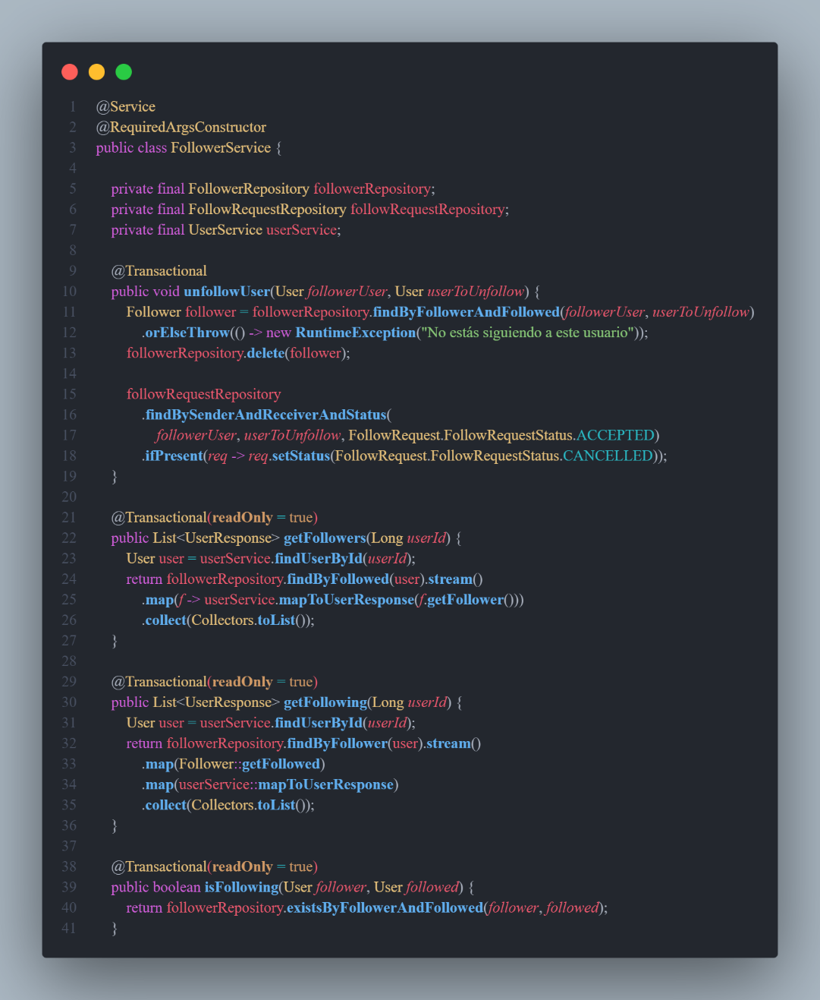 1 @Service
2 @RequiredArgsConstructor
3 public class FollowerService {
4
5     private final FollowerRepository followerRepository;
6     private final FollowRequestRepository followRequestRepository;
7     private final UserService userService;
8
9     @Transactional
10     public void unfollowUser(User followerUser, User userToUnfollow) {
11         Follower follower = followerRepository.findByFollowerAndFollowed(followerUser, userToUnfollow)
12             .orElseThrow(() -> new RuntimeException("No estás siguiendo a este usuario"));
13         followerRepository.delete(follower);
14
15         followRequestRepository
16             .findBySenderAndReceiverAndStatus(
17                 followerUser, userToUnfollow, FollowRequest.FollowRequestStatus.ACCEPTED)
18             .ifPresent(req -> req.setStatus(FollowRequest.FollowRequestStatus.CANCELLED));
19     }
20
21     @Transactional(readOnly = true)
22     public List<UserResponse> getFollowers(Long userId) {
23         User user = userService.findUserById(userId);
24         return followerRepository.findByFollowed(user).stream()
25             .map(f -> userService.mapToUserResponse(f.getFollower()))
26             .collect(Collectors.toList());
27     }
28
29     @Transactional(readOnly = true)
30     public List<UserResponse> getFollowing(Long userId) {
31         User user = userService.findUserById(userId);
32         return followerRepository.findByFollower(user).stream()
33             .map(Follower::getFollowed)
34             .map(userService::mapToUserResponse)
35             .collect(Collectors.toList());
36     }
37
38     @Transactional(readOnly = true)
39     public boolean isFollowing(User follower, User followed) {
40         return followerRepository.existsByFollowerAndFollowed(follower, followed);
41     }